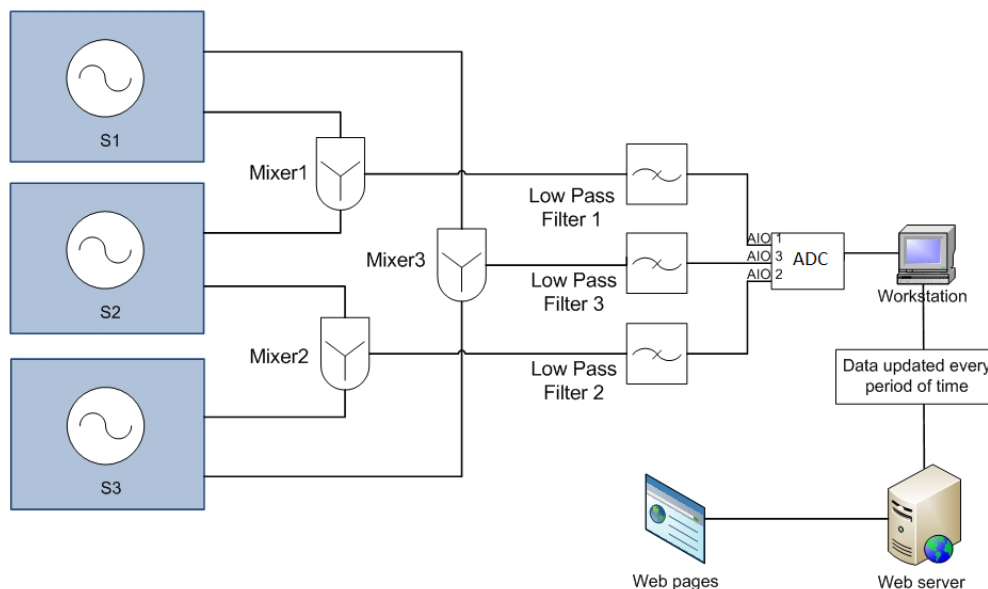 S1
Mixer1
Low Pass
Filter 1
S2
Mixer3
Low Pass
Filter 3
AIO 1
AIO 3
AIO 2
ADC
Workstation
Mixer2
Low Pass
Filter 2
Data updated every
period of time
S3
Web pages
Web server